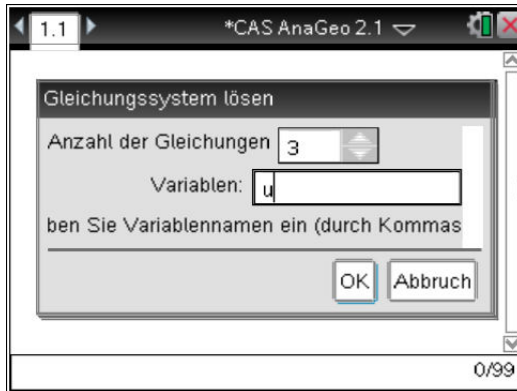 1.1 *CAS AnaGeo 2.1
Gleichungssystem lösen
Anzahl der Gleichungen 3
Variablen: u
ben Sie Variablennamen ein (durch Kommas
OK Abbruch
0/99